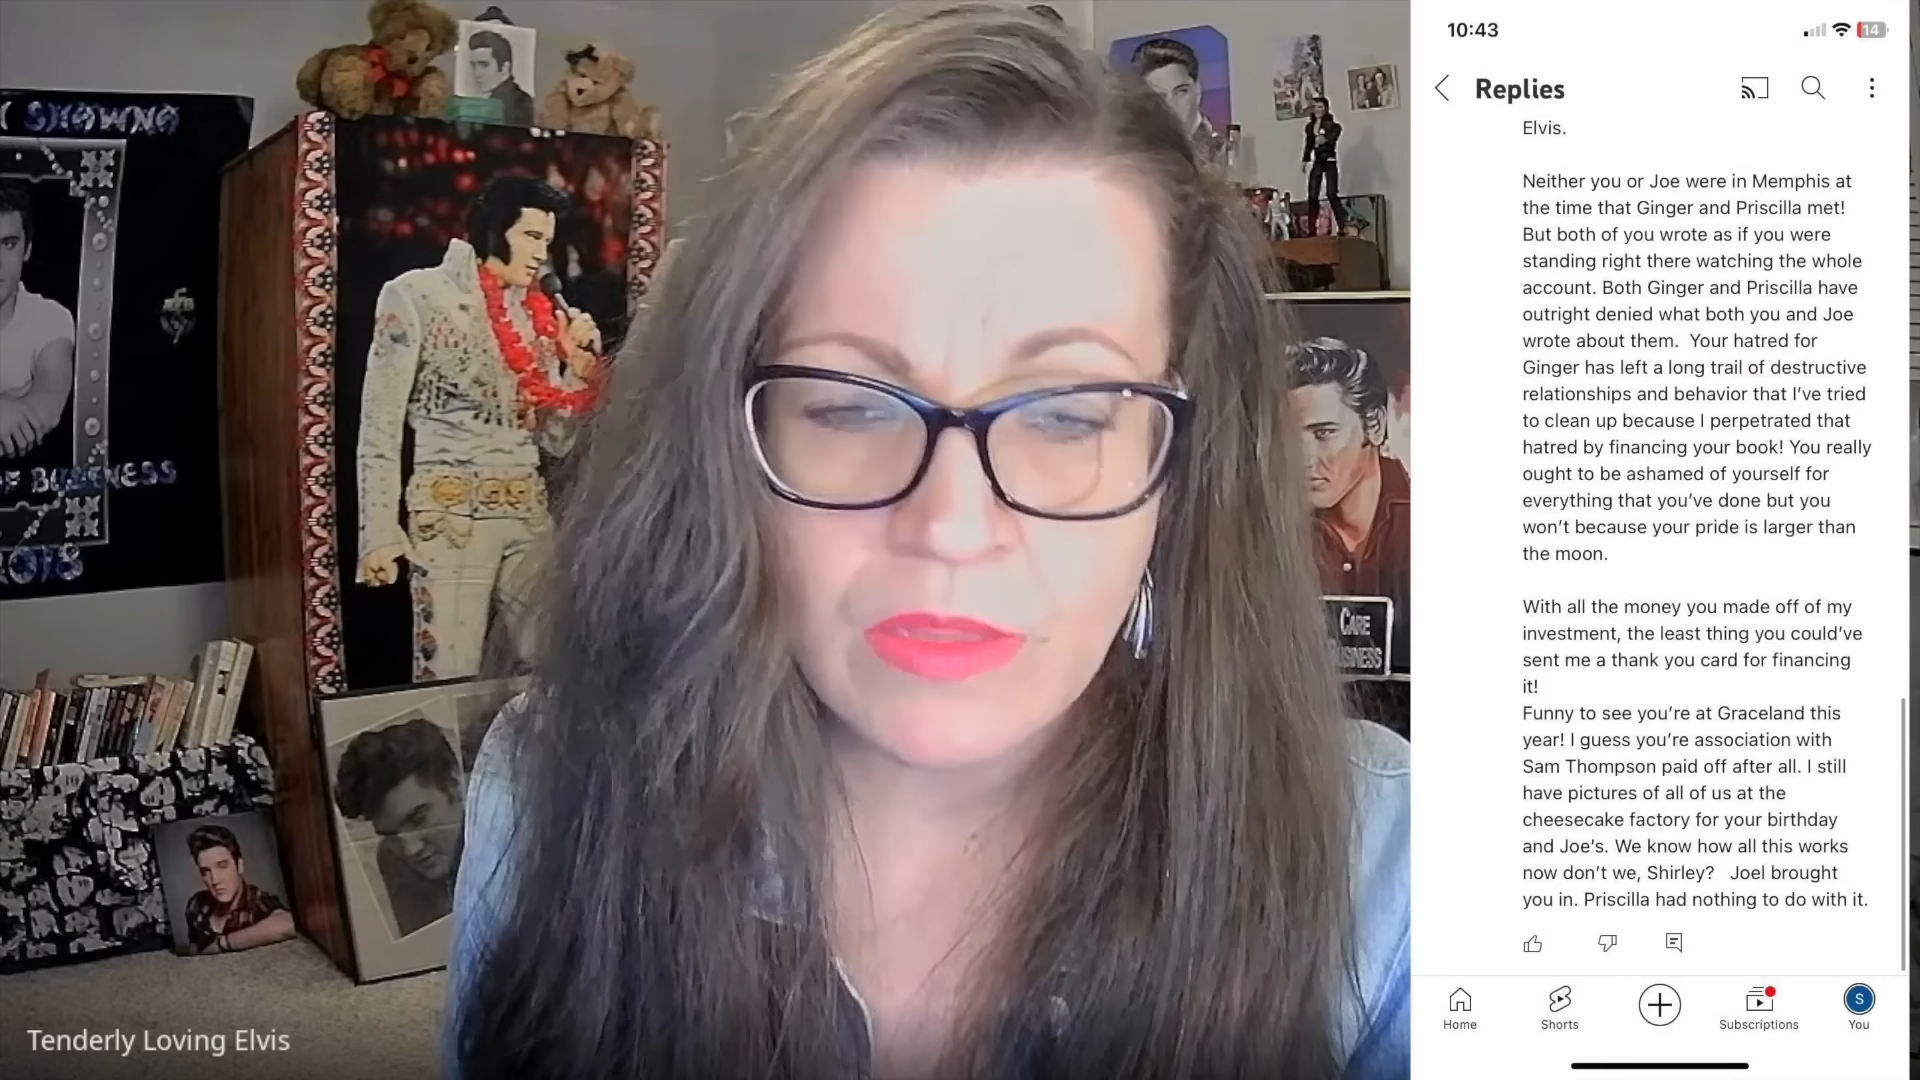 SHAWNA
OF BUSINESS
2018
CARE
BUSINESS
Tenderly Loving Elvis
10:43
14
Replies
Elvis.
Neither you or Joe were in Memphis at
the time that Ginger and Priscilla met!
But both of you wrote as if you were
standing right there watching the whole
account. Both Ginger and Priscilla have
outright denied what both you and Joe
wrote about them.  Your hatred for
Ginger has left a long trail of destructive
relationships and behavior that I’ve tried
to clean up because I perpetrated that
hatred by financing your book! You really
ought to be ashamed of yourself for
everything that you’ve done but you
won’t because your pride is larger than
the moon.
With all the money you made off of my
investment, the least thing you could’ve
sent me a thank you card for financing
it!
Funny to see you’re at Graceland this
year! I guess you’re association with
Sam Thompson paid off after all. I still
have pictures of all of us at the
cheesecake factory for your birthday
and Joe’s. We know how all this works
now don’t we, Shirley?   Joel brought
you in. Priscilla had nothing to do with it.
Home
Shorts
Subscriptions
S
You